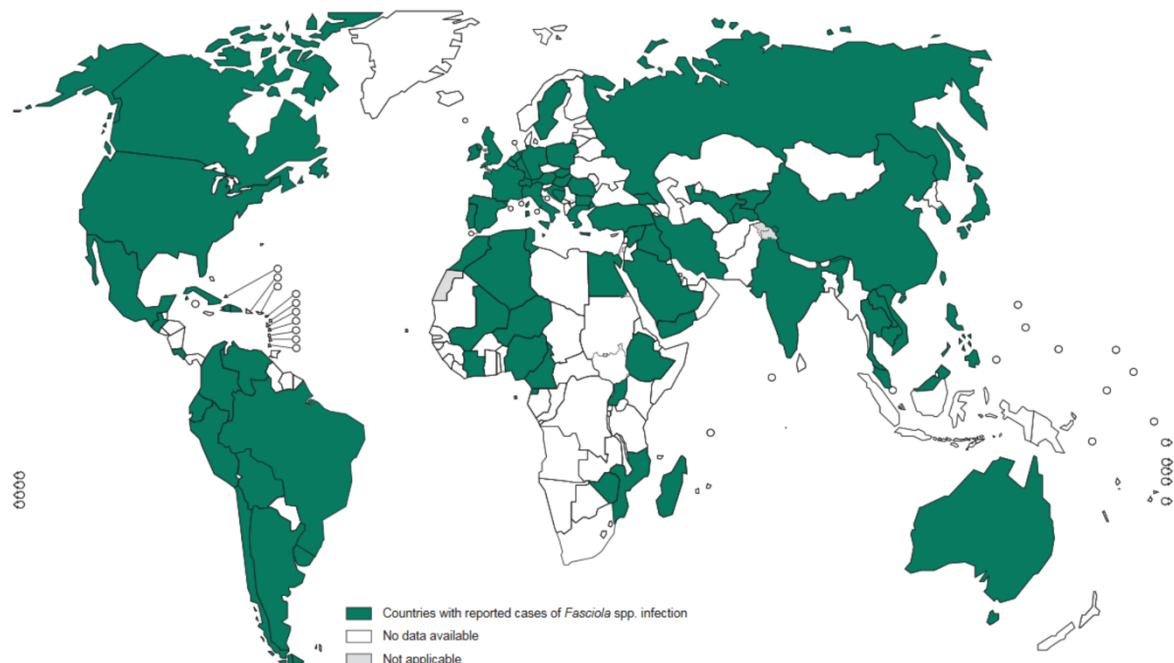 Countries with reported cases of Fasciola spp. infection
No data available
Not applicable